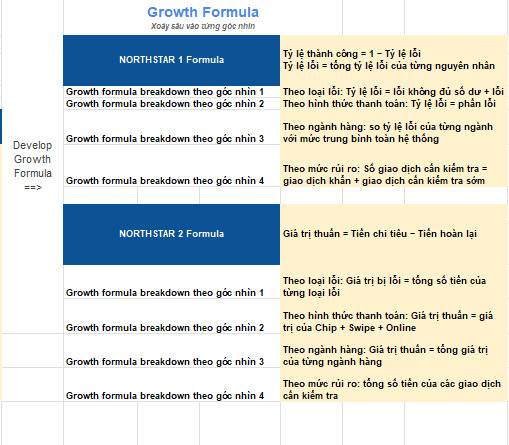 Growth Formula
Xoáy sâu vào từng góc nhìn
Develop
Growth
Formula
==>
NORTHSTAR 1 Formula
Tỷ lệ thành công = 1 − Tỷ lệ lỗi
Tỷ lệ lỗi = tổng tỷ lệ lỗi của từng nguyên nhân
Growth formula breakdown theo góc nhìn 1
Theo loại lỗi: Tỷ lệ lỗi = lỗi không đủ số dư + lỗi
Growth formula breakdown theo góc nhìn 2
Theo hình thức thanh toán: Tỷ lệ lỗi = phần lỗi
Growth formula breakdown theo góc nhìn 3
Theo ngành hàng: so tỷ lệ lỗi của từng ngành
với mức trung bình toàn hệ thống
Growth formula breakdown theo góc nhìn 4
Theo mức rủi ro: Số giao dịch cần kiểm tra =
giao dịch khẩn + giao dịch cần kiểm tra sớm
NORTHSTAR 2 Formula
Giá trị thuần = Tiền chi tiêu − Tiền hoàn lại
Growth formula breakdown theo góc nhìn 1
Theo loại lỗi: Giá trị bị lỗi = tổng số tiền của
từng loại lỗi
Growth formula breakdown theo góc nhìn 2
Theo hình thức thanh toán: Giá trị thuần = giá
trị của Chip + Swipe + Online
Growth formula breakdown theo góc nhìn 3
Theo ngành hàng: Giá trị thuần = tổng giá trị
của từng ngành hàng
Growth formula breakdown theo góc nhìn 4
Theo mức rủi ro: tổng số tiền của các giao dịch
cần kiểm tra